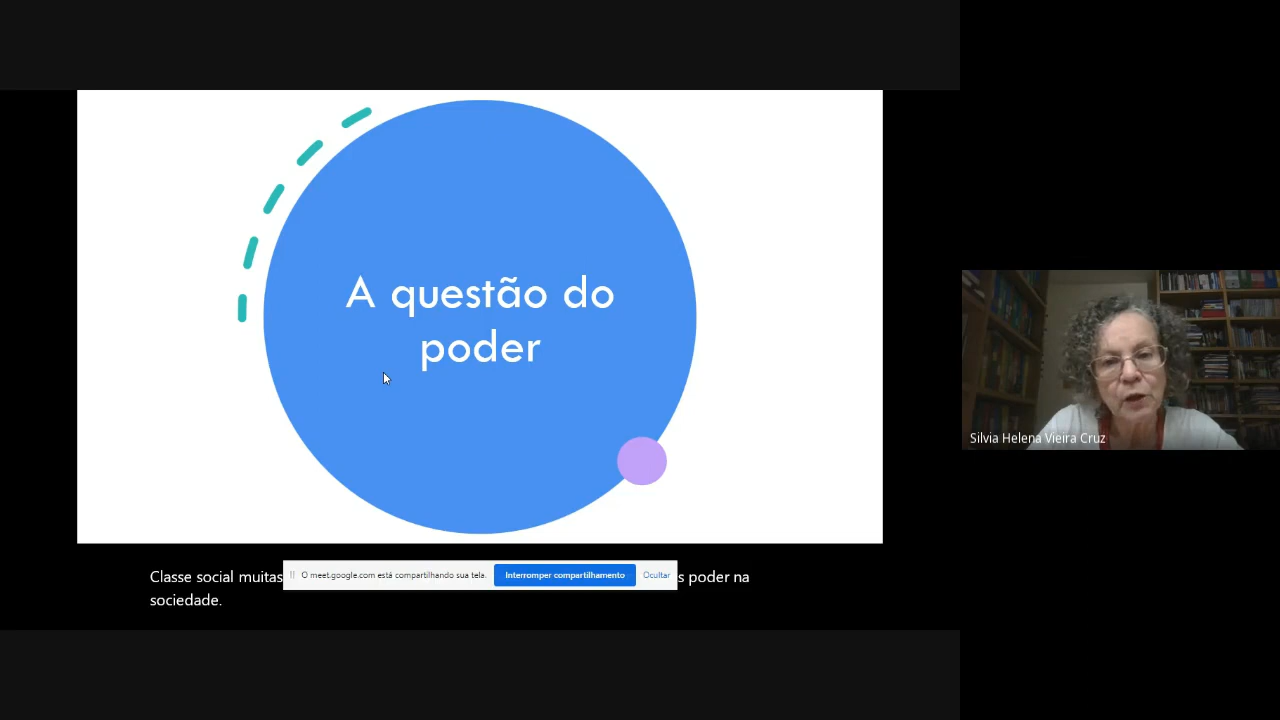 A questão do
poder
Silvia Helena Vieira Cruz
Classe social muitas
s poder na
sociedade.
O meet.google.com está compartilhando sua tela.
Interromper compartilhamento
Ocultar